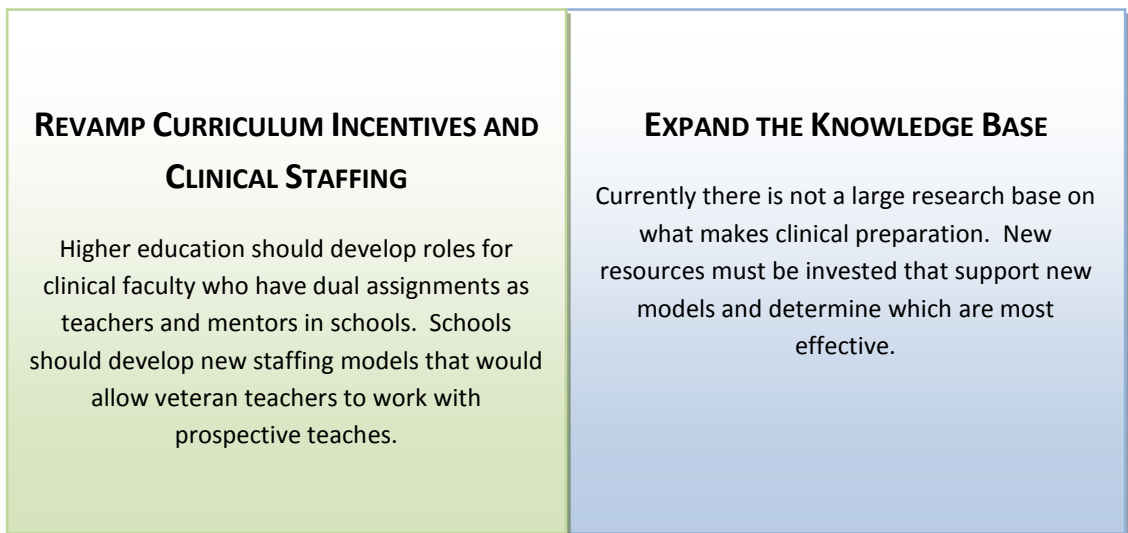 REVAMP CURRICULUM INCENTIVES AND
CLINICAL STAFFING
Higher education should develop roles for
clinical faculty who have dual assignments as
teachers and mentors in schools.  Schools
should develop new staffing models that would
allow veteran teachers to work with
prospective teaches.
EXPAND THE KNOWLEDGE BASE
Currently there is not a large research base on
what makes clinical preparation.  New
resources must be invested that support new
models and determine which are most
effective.